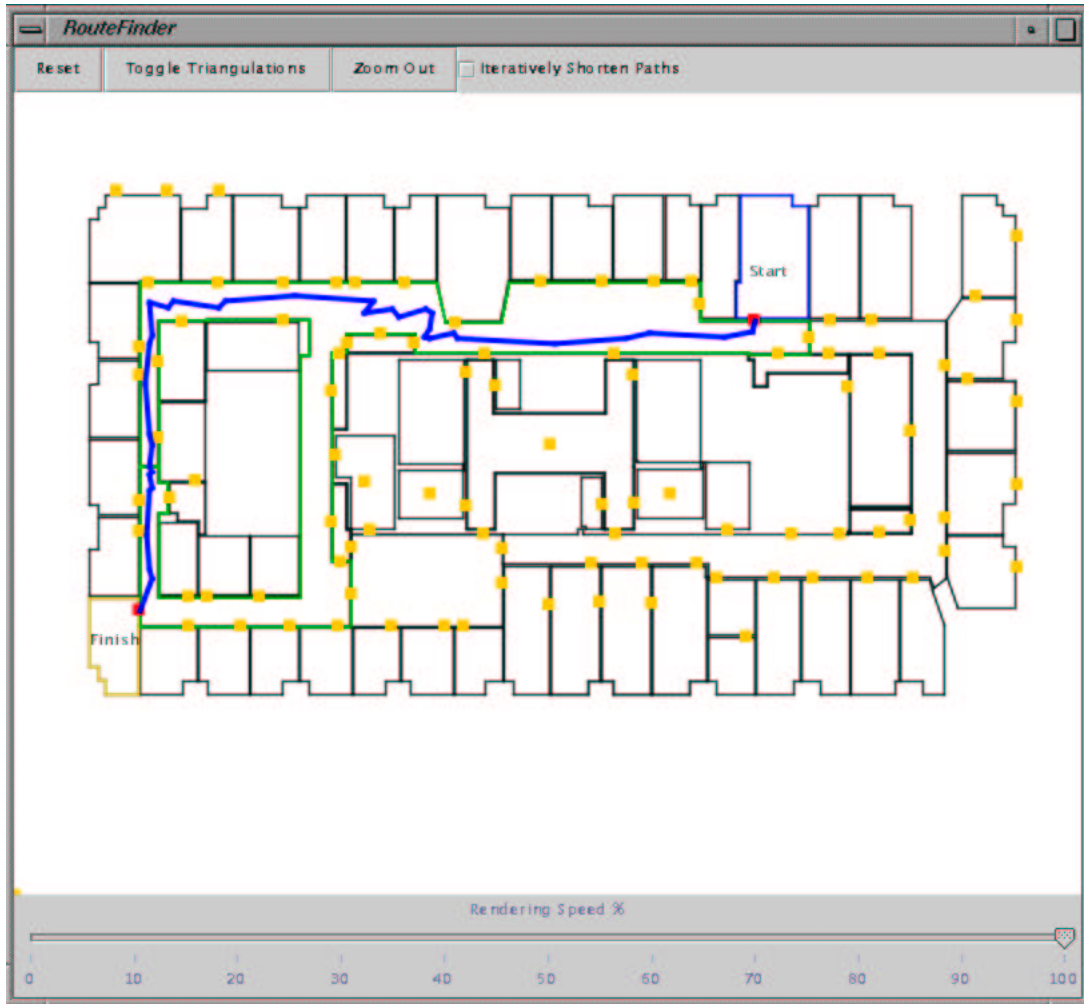 RouteFinder
Reset Toggle Triangulations Zoom Out Iteratively Shorten Paths
Start
Finish
Rendering Speed %
0 10 20 30 40 50 60 70 80 90 100